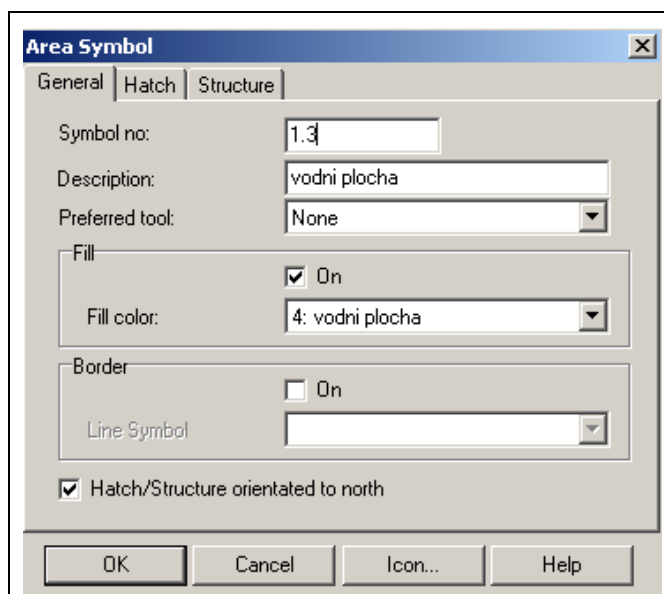 Area Symbol
General Hatch Structure
Symbol no: 1.3
Description: vodni plocha
Preferred tool: None
Fill
On
Fill color: 4: vodni plocha
Border
On
Line Symbol
Hatch/Structure orientated to north
OK Cancel Icon... Help